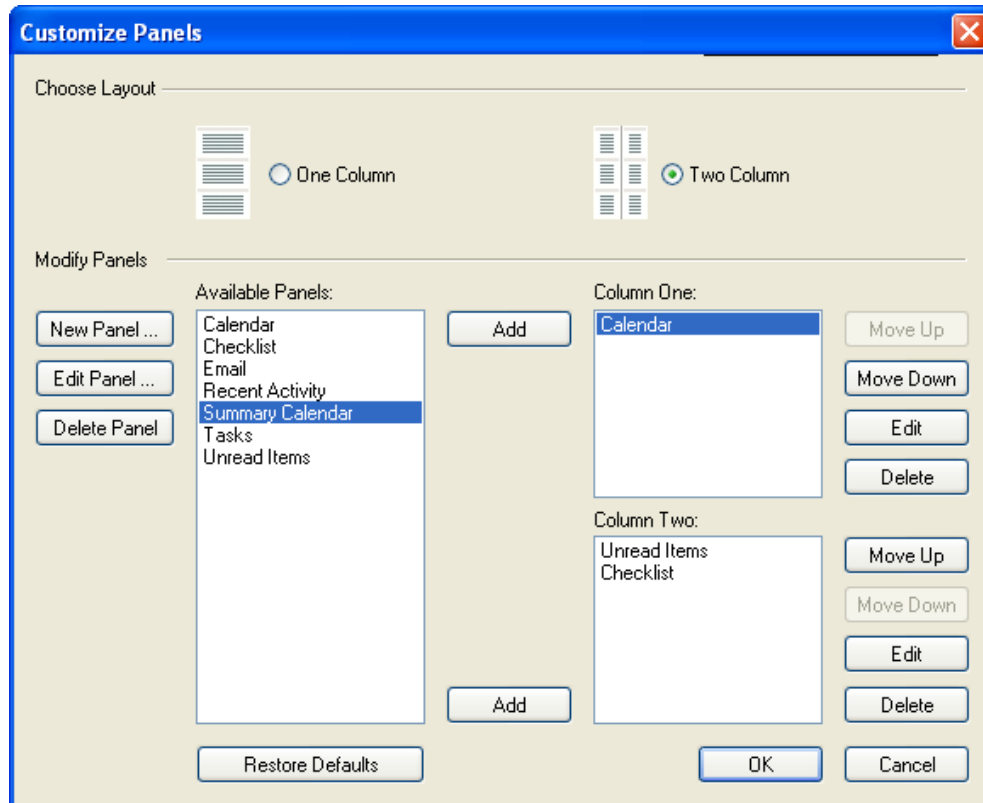 Customize Panels
Choose Layout
One Column
Two Column
Modify Panels
Available Panels:
Column One:
New Panel ...
Edit Panel ...
Delete Panel
Calendar
Checklist
Email
Recent Activity
Summary Calendar
Tasks
Unread Items
Add
Calendar
Move Up
Move Down
Edit
Delete
Column Two:
Unread Items
Checklist
Move Up
Move Down
Edit
Delete
Add
Restore Defaults
OK
Cancel